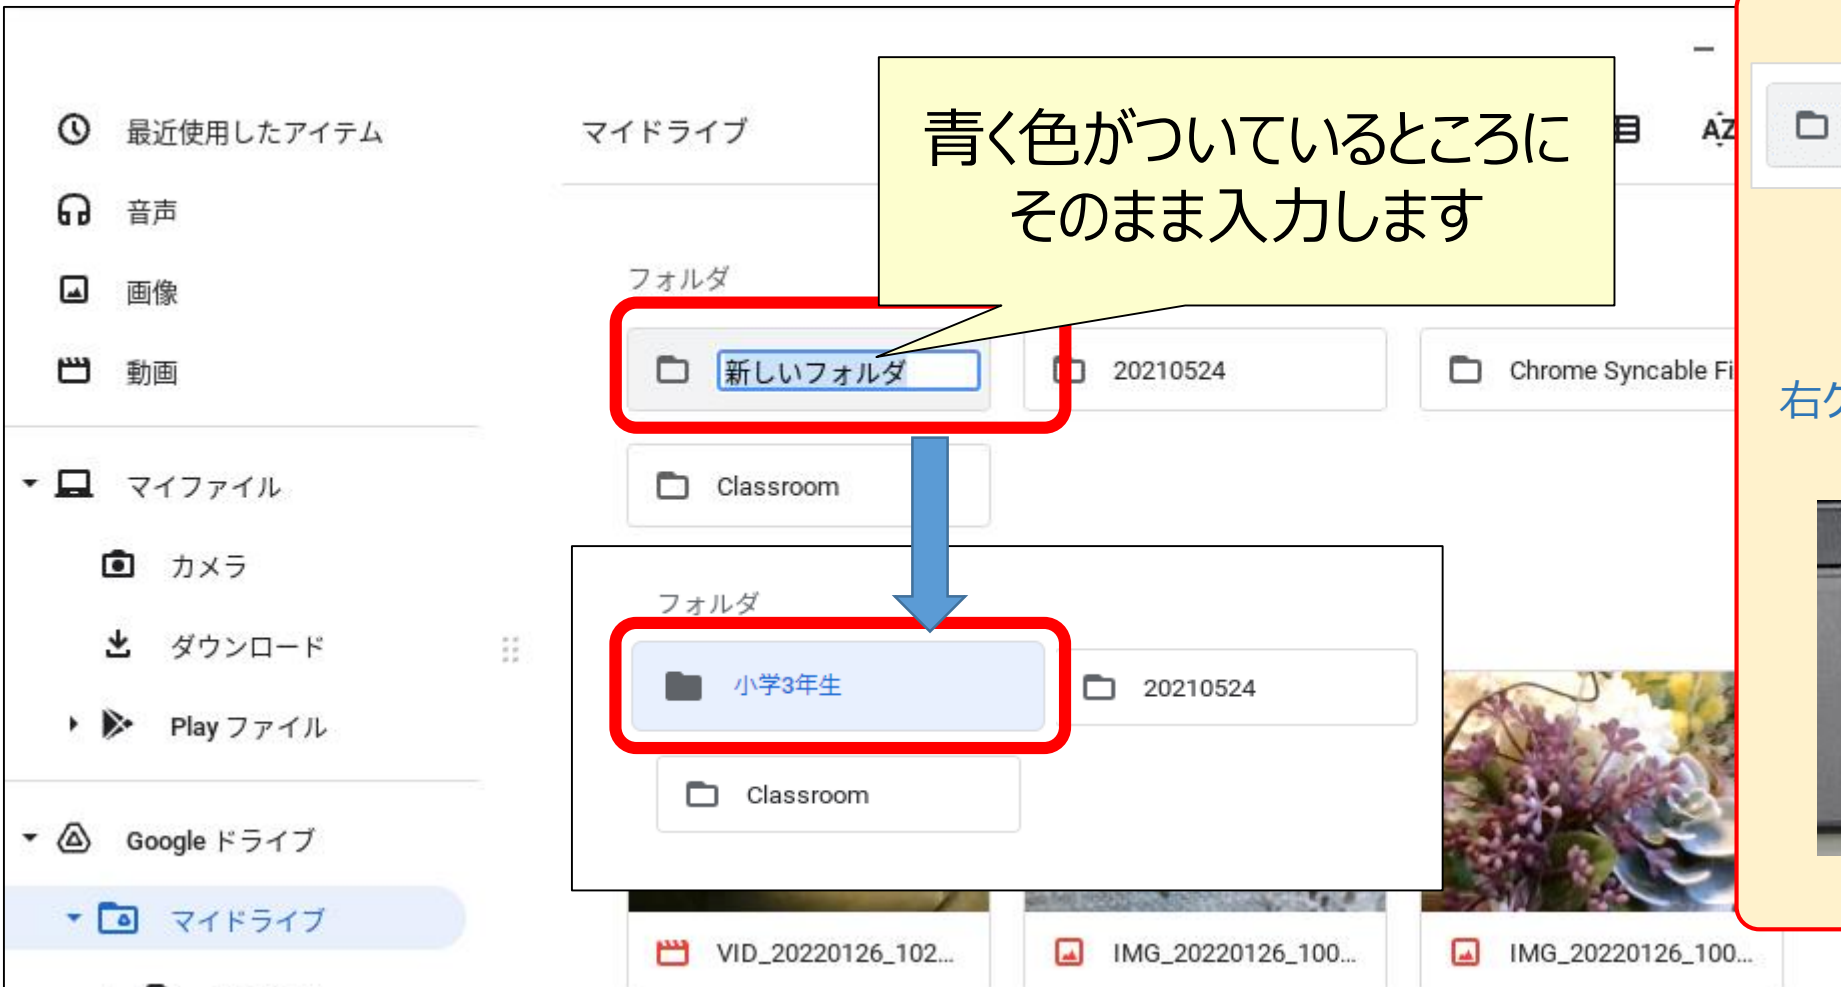 最近使用したアイテム
音声
画像
動画
マイファイル
カメラ
ダウンロード
Play ファイル
Google ドライブ
マイドライブ
マイドライブ
青く色がついているところに
そのまま入力します
AZ
フォルダ
新しいフォルダ
20210524
Chrome Syncable Fi
Classroom
フォルダ
小学3年生
20210524
Classroom
VID_20220126_102...
IMG_20220126_100...
IMG_20220126_100...
右ク